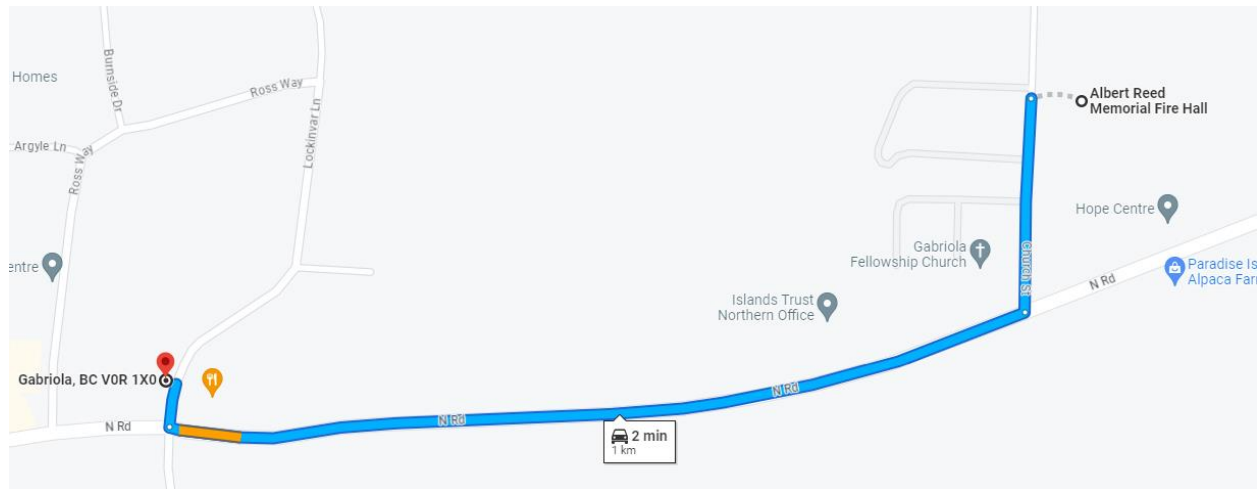 Homes
Burnside Dr
Ross Way
Argyle Ln
Ross Way
Lockinvar Ln
Albert Reed
Memorial Fire Hall
Hope Centre
Gabriola
Fellowship Church
Church St
N Rd
Paradise Is
Alpaca Far
entre
Islands Trust
Northern Office
Gabriola, BC V0R 1X0
N Rd
N Rd
N Rd
2 min
1 km